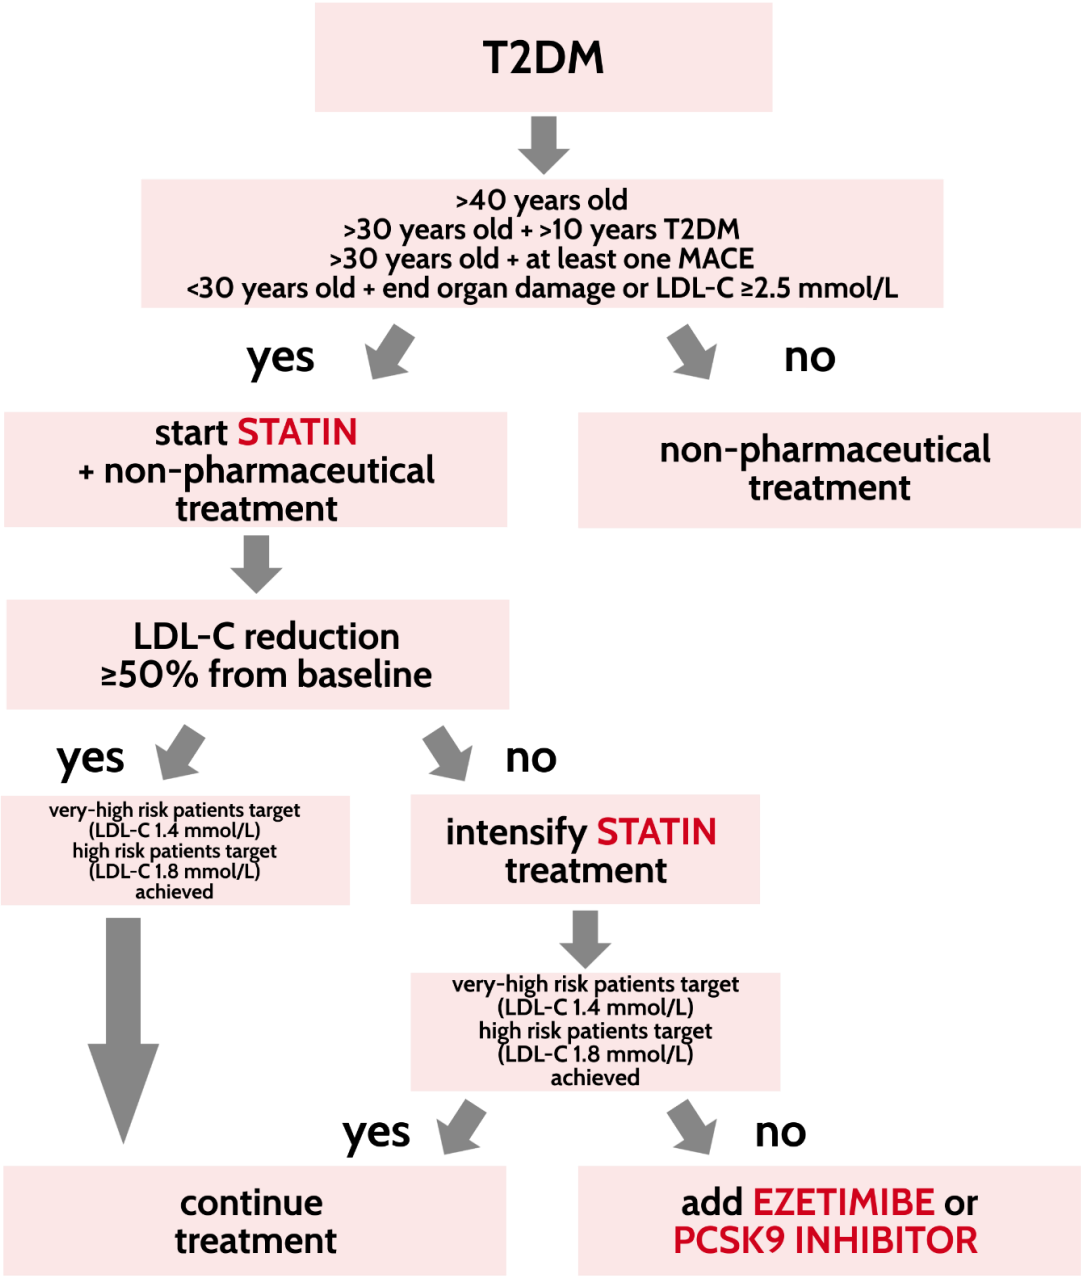 T2DM
>40 years old
>30 years old + >10 years T2DM
>30 years old + at least one MACE
<30 years old + end organ damage or LDL-C ≥2.5 mmol/L
yes
no
start STATIN
+ non-pharmaceutical
treatment
non-pharmaceutical
treatment
LDL-C reduction
≥50% from baseline
yes
no
very-high risk patients target
(LDL-C 1.4 mmol/L)
high risk patients target
(LDL-C 1.8 mmol/L)
achieved
intensify STATIN
treatment
very-high risk patients target
(LDL-C 1.4 mmol/L)
high risk patients target
(LDL-C 1.8 mmol/L)
achieved
yes
no
continue
treatment
add EZETIMIBE or
PCSK9 INHIBITOR